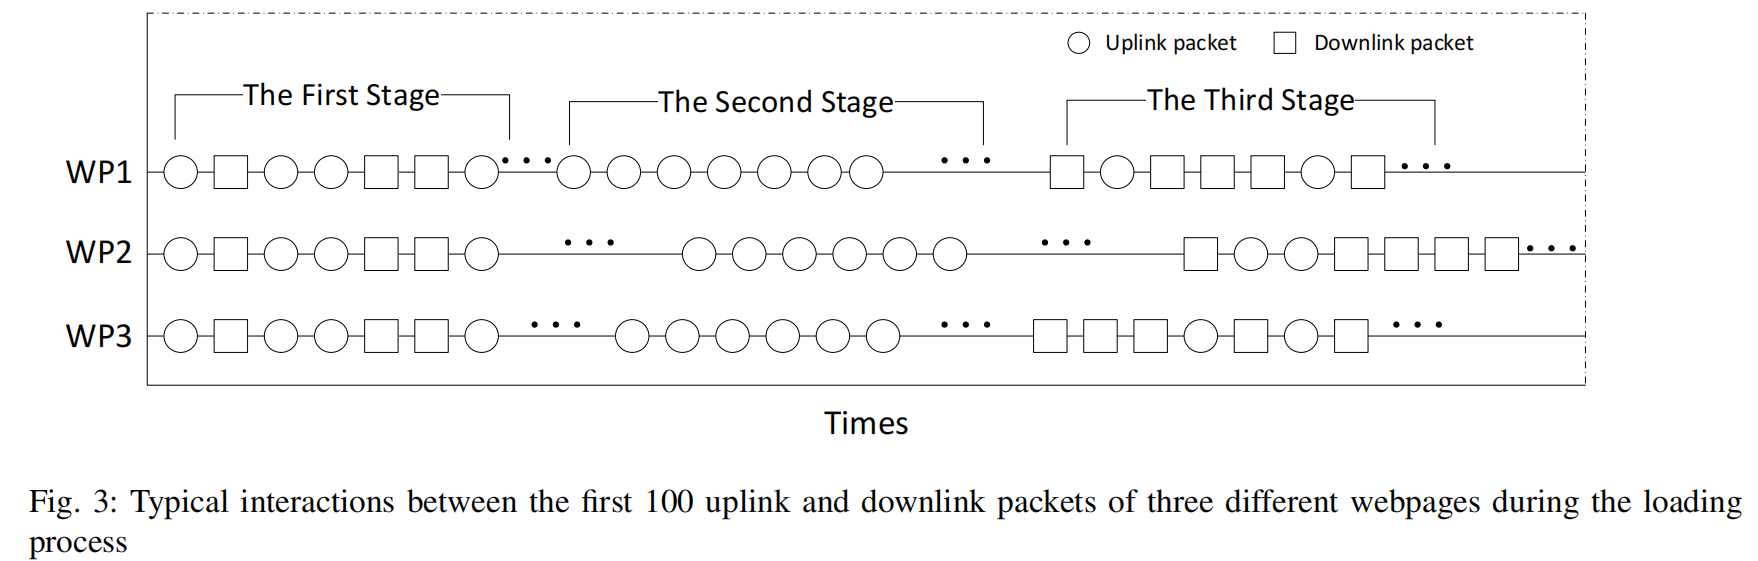 Uplink packet Downlink packet
The First Stage The Second Stage The Third Stage
WP1
WP2
WP3
Times
Fig. 3: Typical interactions between the first 100 uplink and downlink packets of three different webpages during the loading
process